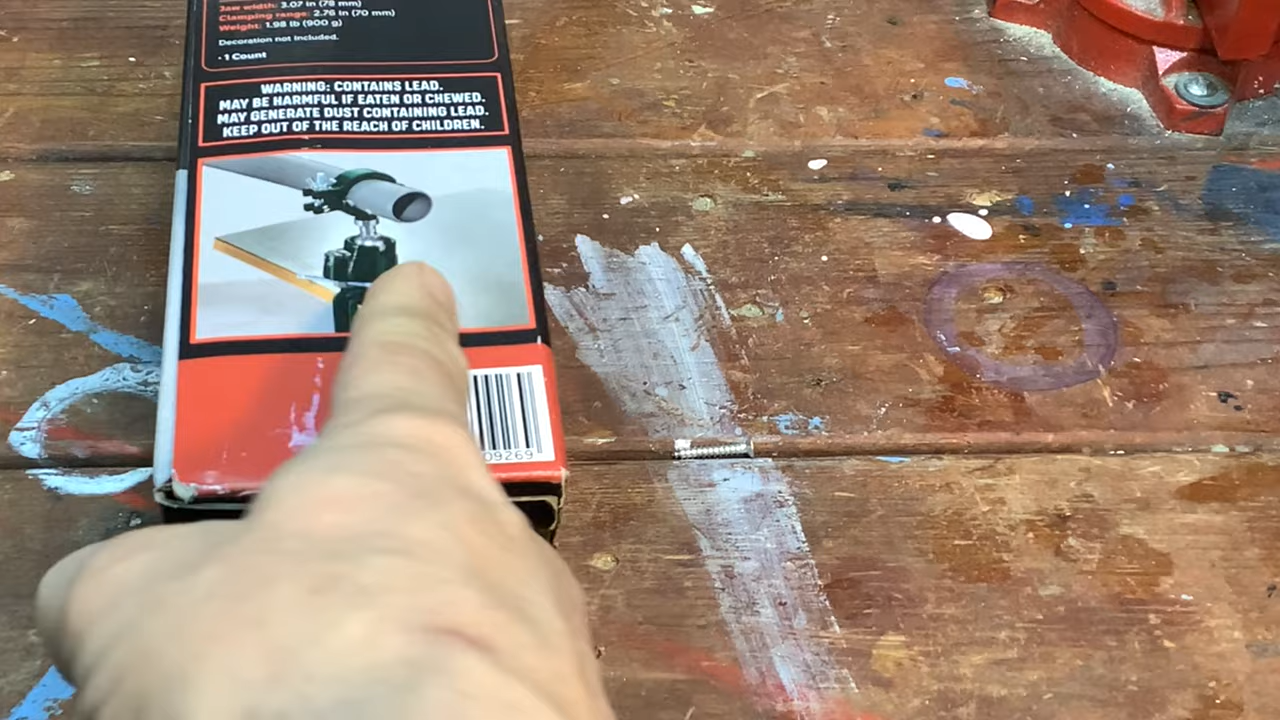 Jaw width: 3.07 in (78 mm)
Clamping range: 2.76 in (70 mm)
Weight: 1.98 lb (900 g)
Decoration not included.
• 1 Count
WARNING: CONTAINS LEAD.
MAY BE HARMFUL IF EATEN OR CHEWED.
MAY GENERATE DUST CONTAINING LEAD.
KEEP OUT OF THE REACH OF CHILDREN.
09269